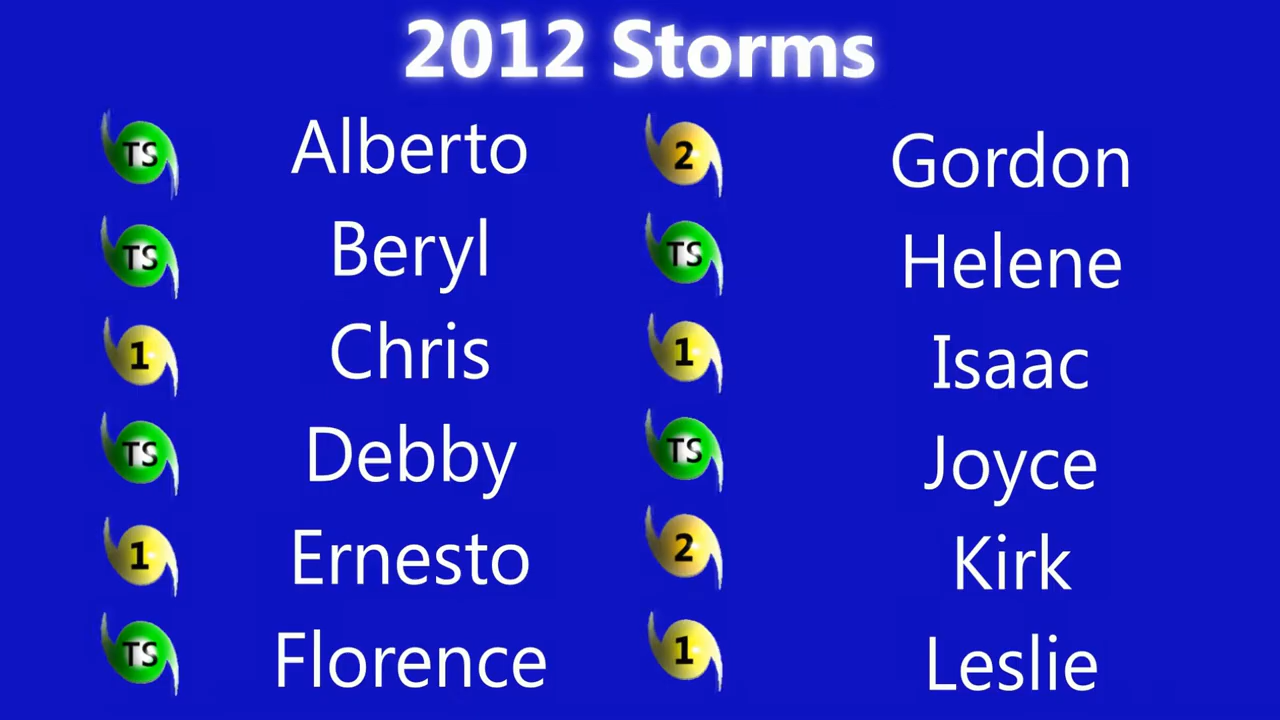 2012 Storms
TS Alberto
TS Beryl
1 Chris
TS Debby
1 Ernesto
TS Florence
2 Gordon
TS Helene
1 Isaac
TS Joyce
2 Kirk
1 Leslie